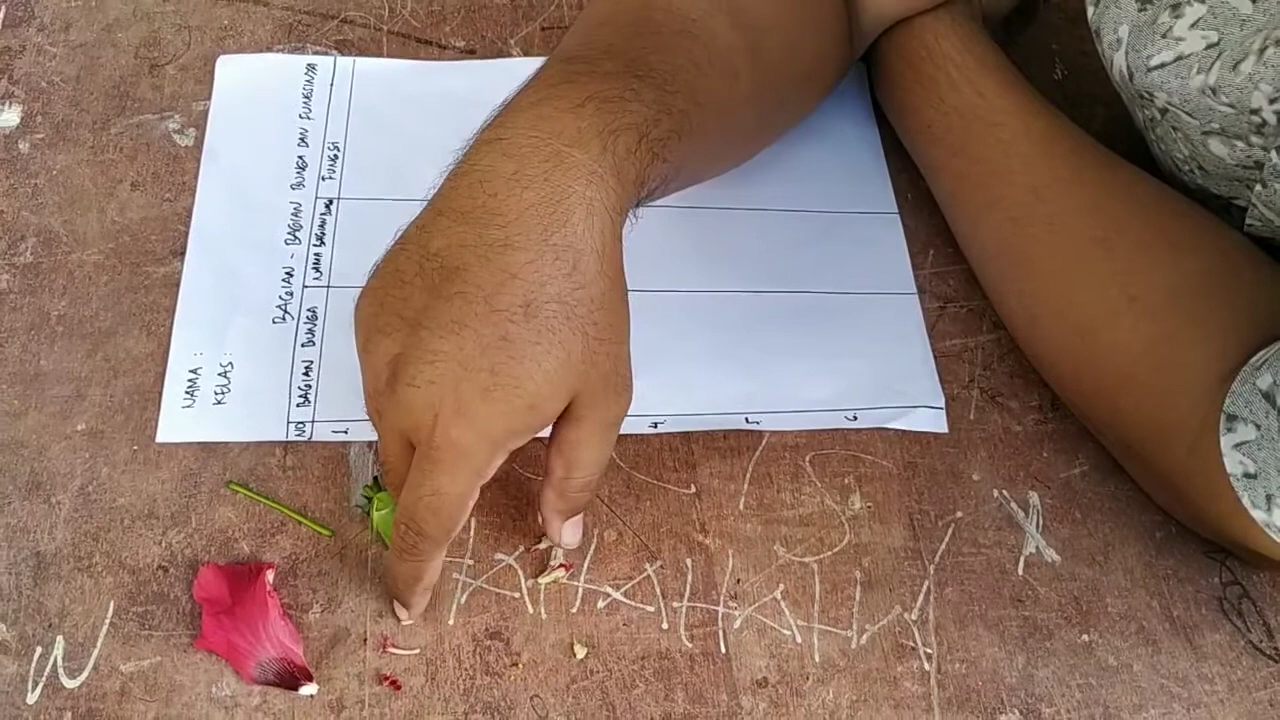 NAMA :
KELAS :
BAGIAN - BAGIAN BUNGA DAN FUNGSINYA
NO BAGIAN BUNGA NAMA BAGIAN BUNGA FUNGSI
1.
4.
5.
6.